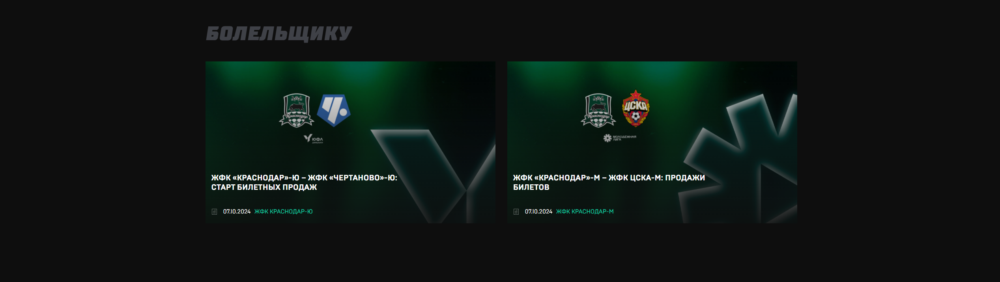 БОЛЕЛЬЩИКУ
Краснодар
ЮФЛ
девушки
ЖФК «КРАСНОДАР»-Ю – ЖФК «ЧЕРТАНОВО»-Ю:
СТАРТ БИЛЕТНЫХ ПРОДАЖ
07.10.2024 ЖФК КРАСНОДАР-Ю
Краснодар
ЦСКА
МОЛОДЕЖНАЯ
ЛИГА
ЖФК «КРАСНОДАР»-М – ЖФК ЦСКА-М: ПРОДАЖИ
БИЛЕТОВ
07.10.2024 ЖФК КРАСНОДАР-М